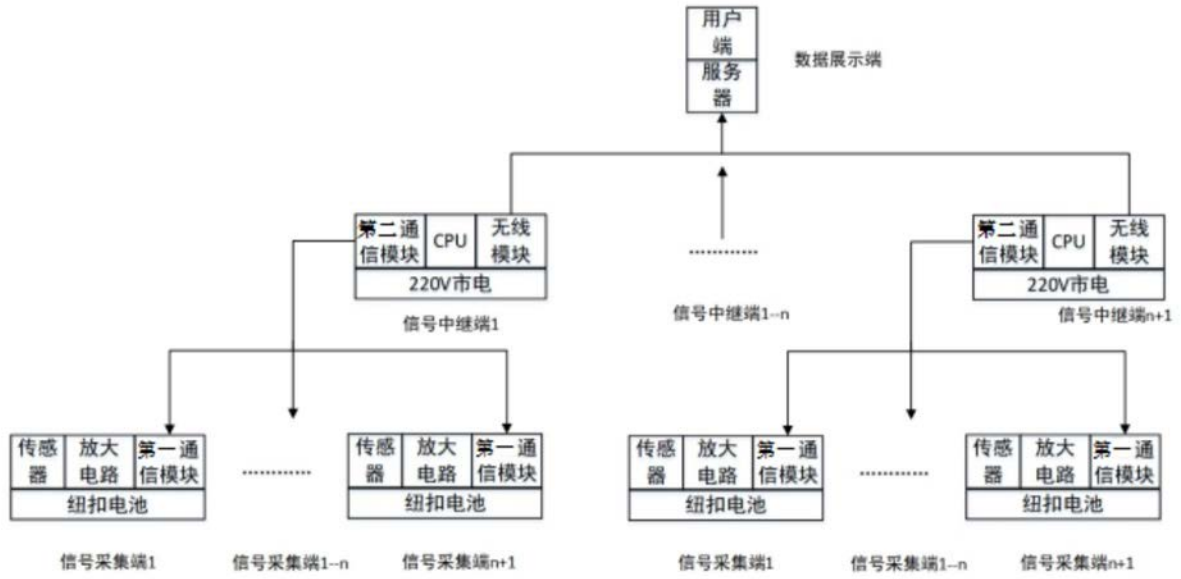 用户
端
服务
器
数据展示端
第二通
信模块
CPU
无线
模块
220V市电
信号中继端1
............
信号中继端1--n
第二通
信模块
CPU
无线
模块
220V市电
信号中继端n+1
传感
器
放大
电路
第一通
信模块
纽扣电池
信号采集端1
............
信号采集端1--n
传感
器
放大
电路
第一通
信模块
纽扣电池
信号采集端n+1
传感
器
放大
电路
第一通
信模块
纽扣电池
信号采集端1
............
信号采集端1--n
传感
器
放大
电路
第一通
信模块
纽扣电池
信号采集端n+1